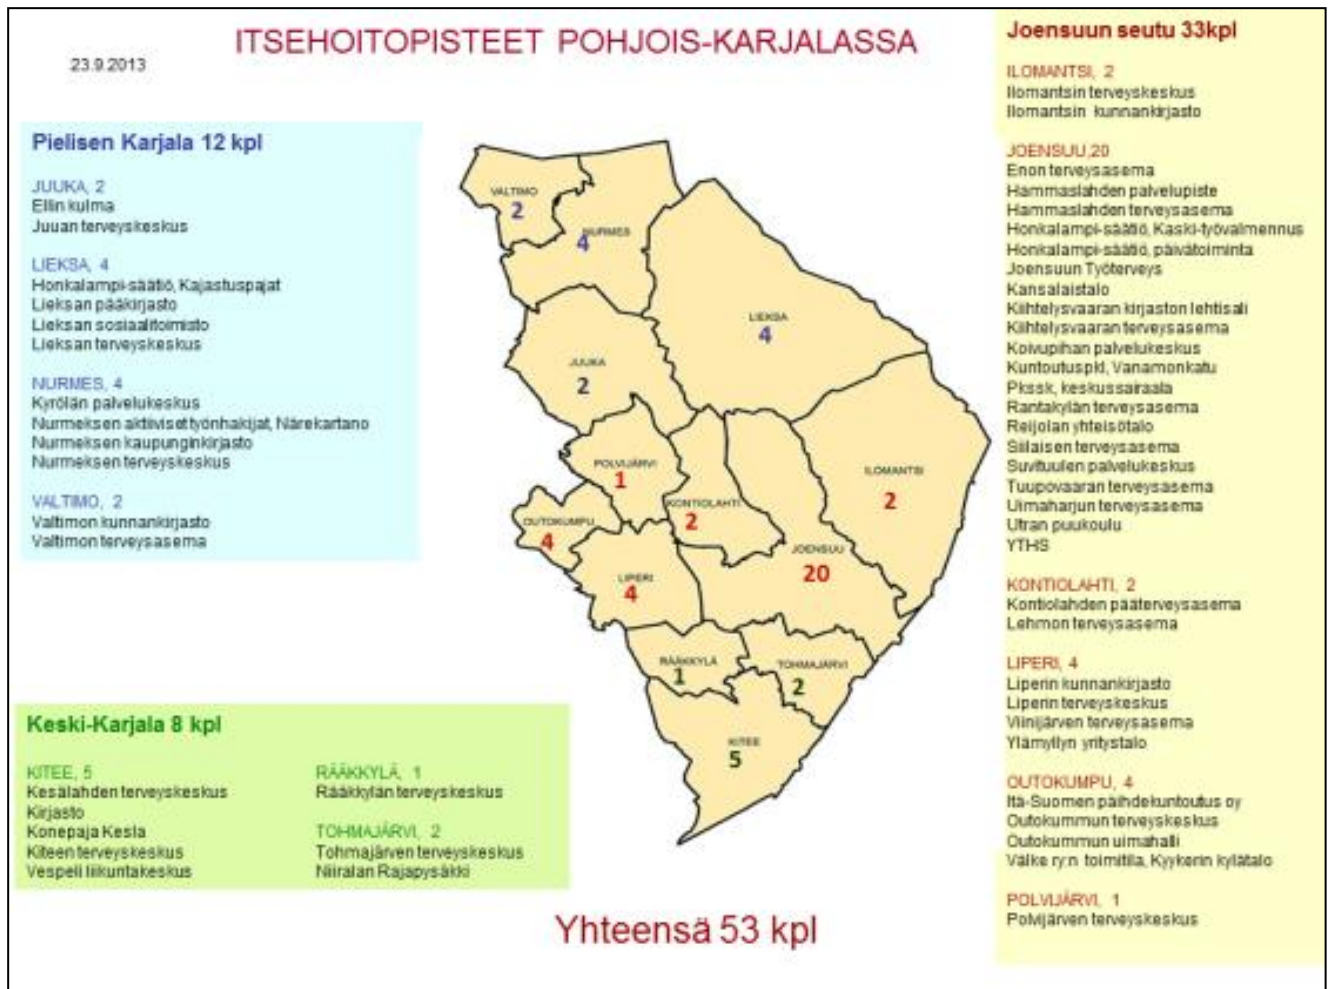 ITSEHOITOPISTEET POHJOIS-KARJALASSA
23.9.2013
Pielisen Karjala 12 kpl
JUUKA, 2
Ellin kulma
Juuan terveyskeskus
LIEKSA, 4
Honkalampi-säätiö, Kajastuspajat
Lieksan pääkirjasto
Lieksan sosiaalitoimisto
Lieksan terveyskeskus
NURMES, 4
Kyrölän palvelukeskus
Nurmeksen aktiiviset työnhakijat, Närekartano
Nurmeksen kaupunginkirjasto
Nurmeksen terveyskeskus
VALTIMO, 2
Valtimon kunnankirjasto
Valtimon terveysasema
VALTIMO
2
NURMES
4
LIEKSA
4
JUUKA
2
POLVIJÄRVI
1
KONTIOLAHTI
2
ILOMANTSI
2
OUTOKUMPU
4
LIPERI
4
JOENSUU
20
RÄÄKKYLÄ
1
TOHMAJÄRVI
2
KITEE
5
Keski-Karjala 8 kpl
KITEE, 5
Kesälahden terveyskeskus
Kirjasto
Konepaja Kesla
Kiteen terveyskeskus
Vespeli liikuntakeskus
RÄÄKKYLÄ, 1
Rääkkylän terveyskeskus
TOHMAJÄRVI, 2
Tohmajärven terveyskeskus
Niiralan Rajapysäkki
Yhteensä 53 kpl
Joensuun seutu 33kpl
ILOMANTSI, 2
Ilomantsin terveyskeskus
Ilomantsin kunnankirjasto
JOENSUU,20
Enon terveysasema
Hammaslahden palvelupiste
Hammaslahden terveysasema
Honkalampi-säätiö, Kaski-työvalmennus
Honkalampi-säätiö, päivätoiminta
Joensuun Työterveys
Kansalaistalo
Kiihtelysvaaran kirjaston lehtisali
Kiihtelysvaaran terveysasema
Koivupihan palvelukeskus
Kuntoutuspkl, Vanamonkatu
Pkssk, keskussairaala
Rantakylän terveysasema
Reijolan yhteisötalo
Siilaisen terveysasema
Suvituulen palvelukeskus
Tuupovaaran terveysasema
Uimaharjun terveysasema
Utran puukoulu
YTHS
KONTIOLAHTI, 2
Kontiolahden pääterveysasema
Lehmon terveysasema
LIPERI, 4
Liperin kunnankirjasto
Liperin terveyskeskus
Viinijärven terveysasema
Ylämyllyn yritystalo
OUTOKUMPU, 4
Itä-Suomen päihdekuntoutus oy
Outokummun terveyskeskus
Outokummun uimahalli
Välke ry:n toimitila, Kyykerin kylätalo
POLVIJÄRVI, 1
Polvijärven terveyskeskus